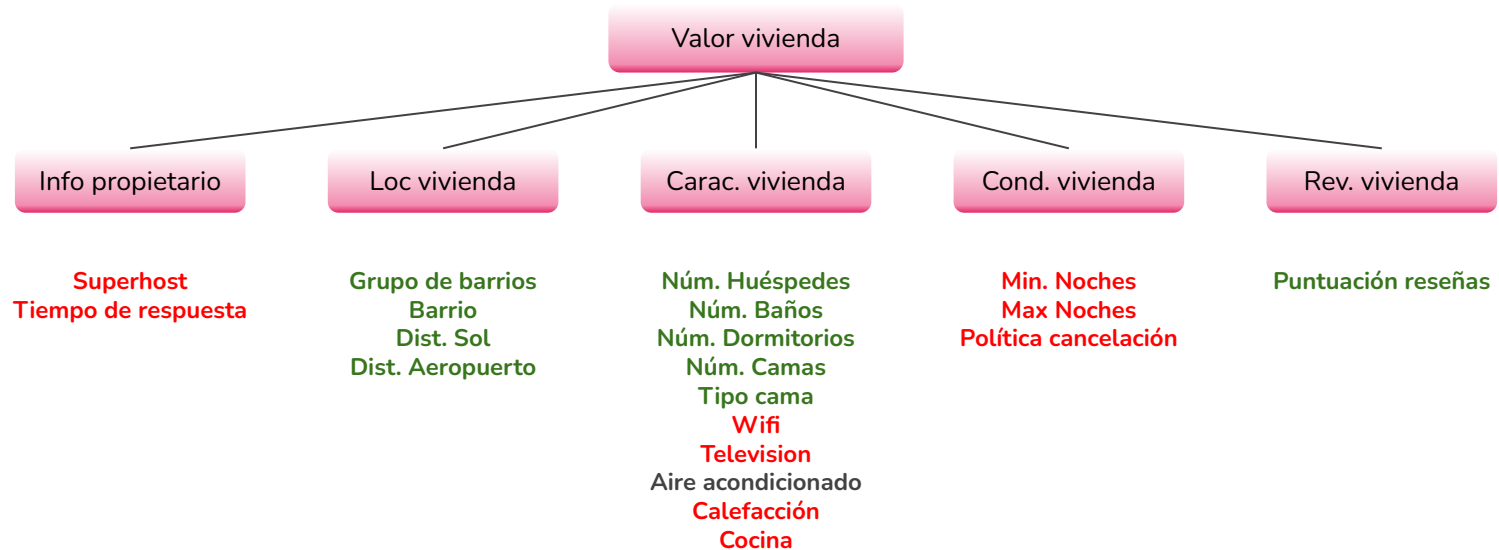 Valor vivienda
Info propietario
Loc vivienda
Carac. vivienda
Cond. vivienda
Rev. vivienda
Superhost
Tiempo de respuesta
Grupo de barrios
Barrio
Dist. Sol
Dist. Aeropuerto
Núm. Huéspedes
Núm. Baños
Núm. Dormitorios
Núm. Camas
Tipo cama
Wifi
Television
Aire acondicionado
Calefacción
Cocina
Min. Noches
Max Noches
Política cancelación
Puntuación reseñas